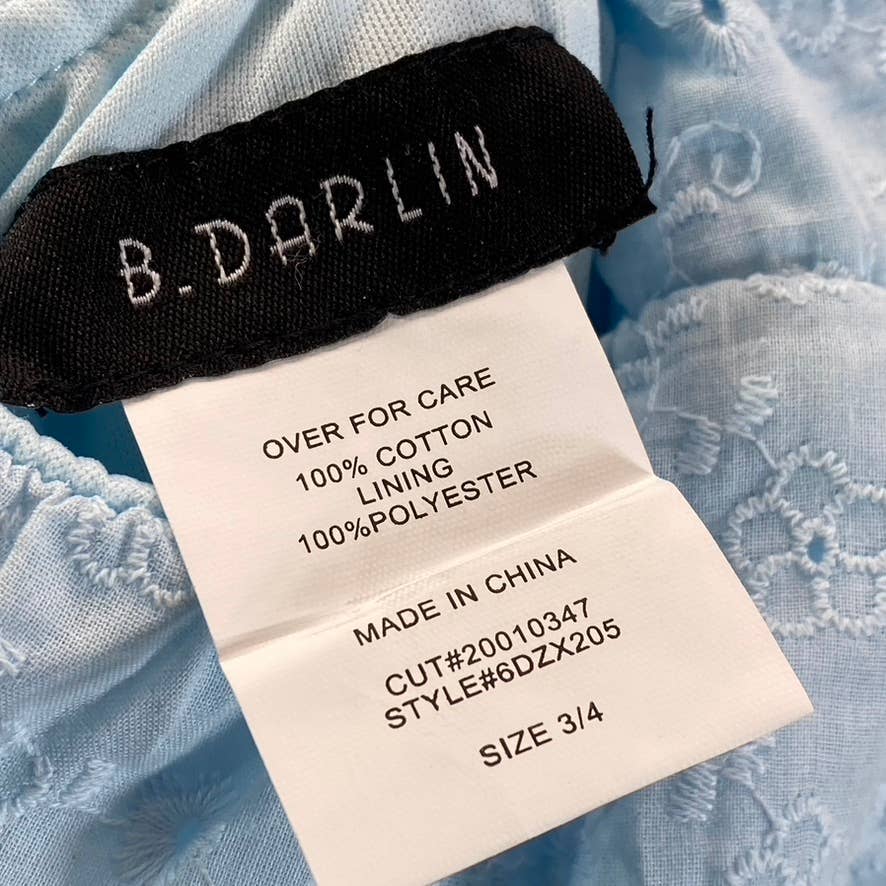 B. DARLIN
OVER FOR CARE
100% COTTON
LINING
100%POLYESTER
MADE IN CHINA
CUT#20010347
STYLE#6DZX205
SIZE 3/4